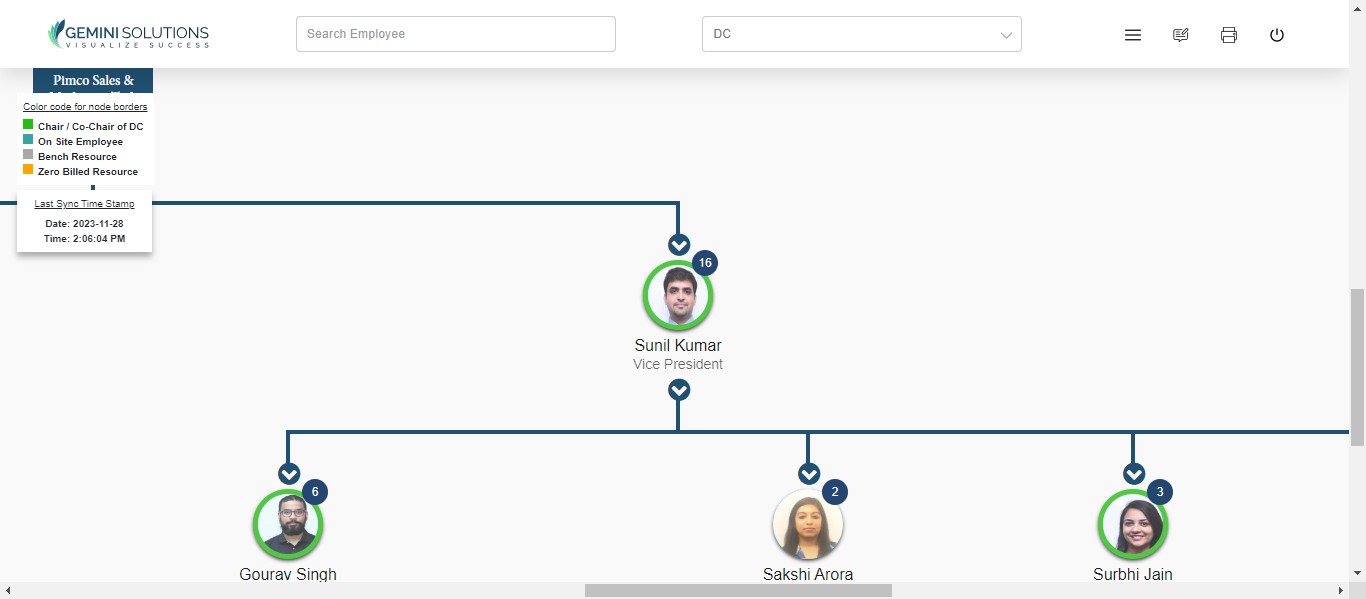 GEMINI SOLUTIONS
VISUALIZE SUCCESS
Search Employee
DC
Pimco Sales &
Color code for node borders
Chair / Co-Chair of DC
On Site Employee
Bench Resource
Zero Billed Resource
Last Sync Time Stamp
Date: 2023-11-28
Time: 2:06:04 PM
16
Sunil Kumar
Vice President
6
2
3
Gourav Singh
Sakshi Arora
Surbhi Jain